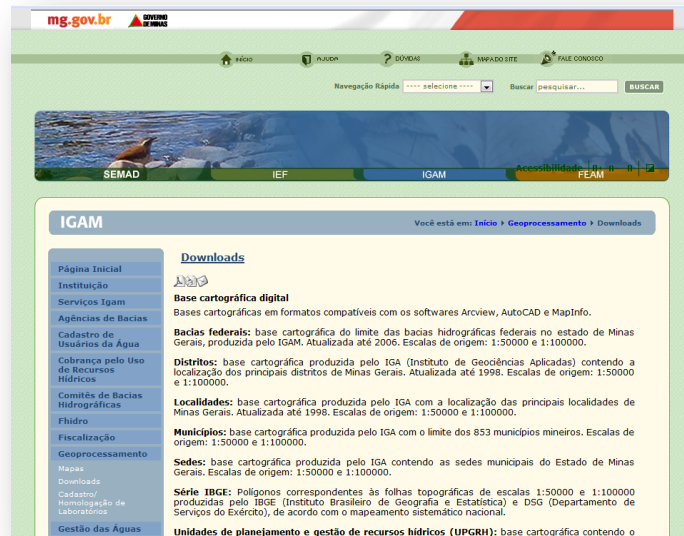 mg.gov.br GOVERNO DE MINAS
INÍCIO AJUDA DÚVIDAS MAPA DO SITE FALE CONOSCO
Navegação Rápida ---- selecione ---- Buscar pesquisar... BUSCAR
Acessibilidade
SEMAD IEF IGAM FEAM
IGAM Você está em: Início Geoprocessamento Downloads
Página Inicial
Instituição
Serviços Igam
Agências de Bacias
Cadastro de
Usuários da Água
Cobrança pelo Uso
de Recursos
Hídricos
Comitês de Bacias
Hidrográficas
Fhidro
Fiscalização
Geoprocessamento
Mapas
Downloads
Cadastro/
Homologação de
Laboratórios
Gestão das Águas
Downloads
Base cartográfica digital
Bases cartográficas em formatos compatíveis com os softwares Arcview, AutoCAD e MapInfo.
Bacias federais: base cartográfica do limite das bacias hidrográficas federais no estado de Minas
Gerais, produzida pelo IGAM. Atualizada até 2006. Escalas de origem: 1:50000 e 1:100000.
Distritos: base cartográfica produzida pelo IGA (Instituto de Geociências Aplicadas) contendo a
localização dos principais distritos de Minas Gerais. Atualizada até 1998. Escalas de origem: 1:50000
e 1:100000.
Localidades: base cartográfica produzida pelo IGA com a localização das principais localidades de
Minas Gerais. Atualizada até 1998. Escalas de origem: 1:50000 e 1:100000.
Municípios: base cartográfica produzida pelo IGA com o limite dos 853 municípios mineiros. Escalas de
origem: 1:50000 e 1:100000.
Sedes: base cartográfica produzida pelo IGA contendo as sedes municipais do Estado de Minas
Gerais. Escalas de origem: 1:50000 e 1:100000.
Série IBGE: Polígonos correspondentes às folhas topográficas de escalas 1:50000 e 1:100000
produzidas pelo IBGE (Instituto Brasileiro de Geografia e Estatística) e DSG (Departamento de
Serviços do Exército), de acordo com o mapeamento sistemático nacional.
Unidades de planejamento e gestão de recursos hídricos (UPGRH): base cartográfica contendo o